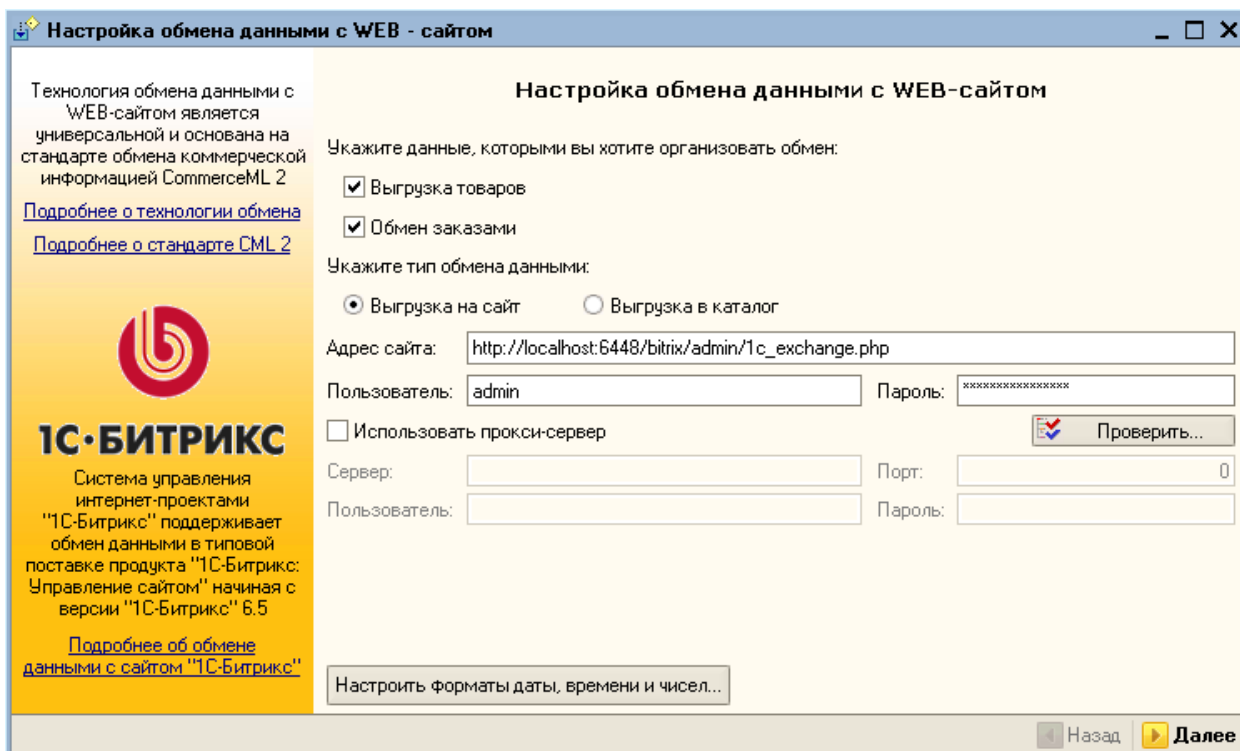 Настройка обмена данными с WEB - сайтом
Технология обмена данными с
WEB-сайтом является
универсальной и основана на
стандарте обмена коммерческой
информацией CommerceML 2
Подробнее о технологии обмена
Подробнее о стандарте CML 2
1С·БИТРИКС
Система управления
интернет-проектами
"1С-Битрикс" поддерживает
обмен данными в типовой
поставке продукта "1С-Битрикс:
Управление сайтом" начиная с
версии "1С-Битрикс" 6.5
Подробнее об обмене
данными с сайтом "1С-Битрикс"
Настройка обмена данными с WEB-сайтом
Укажите данные, которыми вы хотите организовать обмен:
Выгрузка товаров
Обмен заказами
Укажите тип обмена данными:
Выгрузка на сайт Выгрузка в каталог
Адрес сайта: http://localhost:6448/bitrix/admin/1c_exchange.php
Пользователь: admin Пароль: ****************
Использовать прокси-сервер Проверить...
Сервер: Порт: 0
Пользователь: Пароль:
Настроить форматы даты, времени и чисел...
Назад Далее